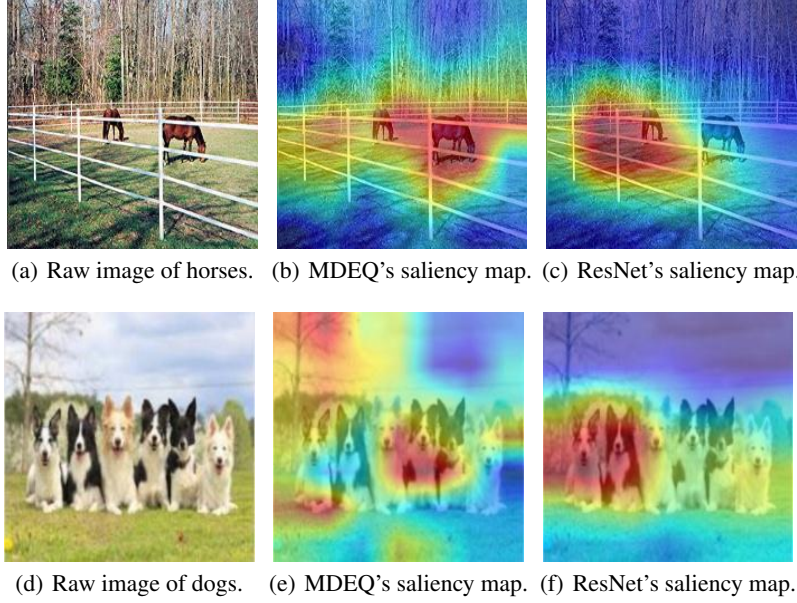 (a) Raw image of horses. (b) MDEQ's saliency map. (c) ResNet's saliency map.
(d) Raw image of dogs. (e) MDEQ's saliency map. (f) ResNet's saliency map.